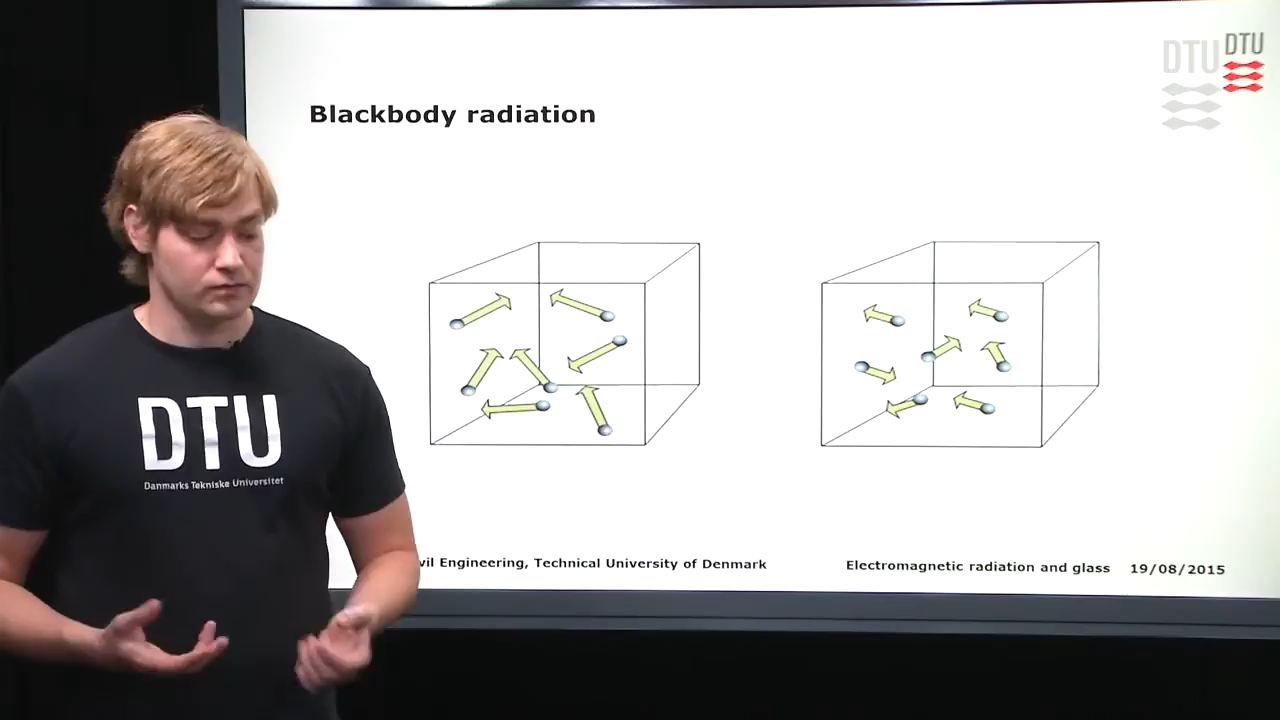 DTU
DTU
Blackbody radiation
DTU
Danmarks Tekniske Universitet
Engineering, Technical University of Denmark
Electromagnetic radiation and glass 19/08/2015